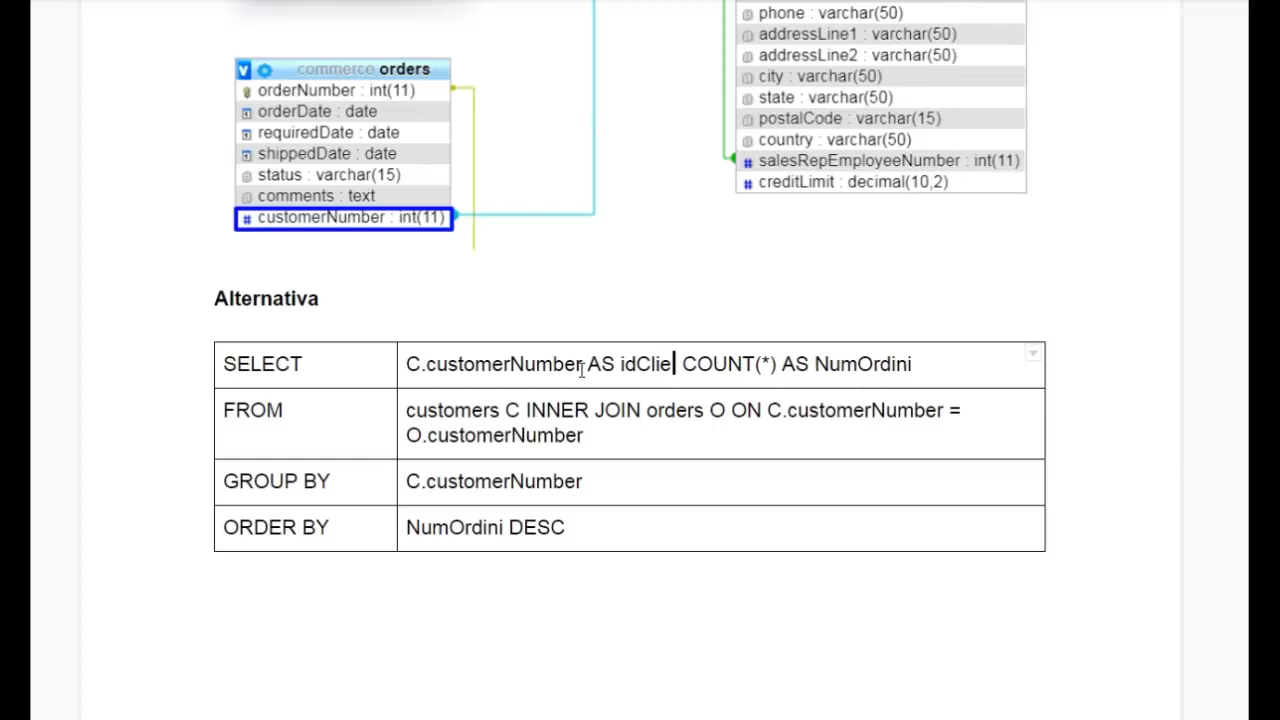 phone : varchar(50)
addressLine1 : varchar(50)
addressLine2 : varchar(50)
city : varchar(50)
state : varchar(50)
postalCode : varchar(15)
country : varchar(50)
salesRepEmployeeNumber : int(11)
creditLimit : decimal(10,2)
V commerce orders
orderNumber : int(11)
orderDate : date
requiredDate : date
shippedDate : date
status : varchar(15)
comments : text
# customerNumber : int(11)
Alternativa
SELECT C.customerNumber AS idClie COUNT(*) AS NumOrdini
FROM customers C INNER JOIN orders O ON C.customerNumber =
O.customerNumber
GROUP BY C.customerNumber
ORDER BY NumOrdini DESC